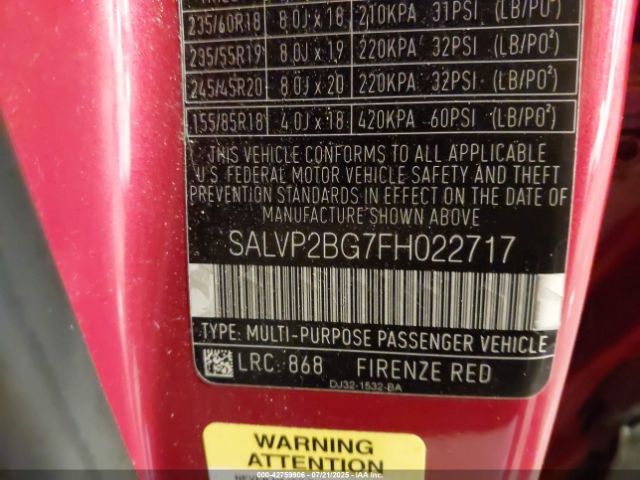 235/60R18 8.0J x 18 210KPA 31PSI (LB/PO²)
235/55R19 8.0J x 19 220KPA 32PSI (LB/PO²)
245/45R20 8.0J x 20 220KPA 32PSI (LB/PO²)
155/85R18 4.0J x 18 420KPA 60PSI (LB/PO²)
THIS VEHICLE CONFORMS TO ALL APPLICABLE
U.S. FEDERAL MOTOR VEHICLE SAFETY AND THEFT
PREVENTION STANDARDS IN EFFECT ON THE DATE OF
MANUFACTURE SHOWN ABOVE
SALVP2BG7FH022717
TYPE: MULTI-PURPOSE PASSENGER VEHICLE
LRC: 868 FIRENZE RED
DJ32-1532-BA
WARNING
ATTENTION
000-42759906 - 07/21/2025 - IAAI.COM